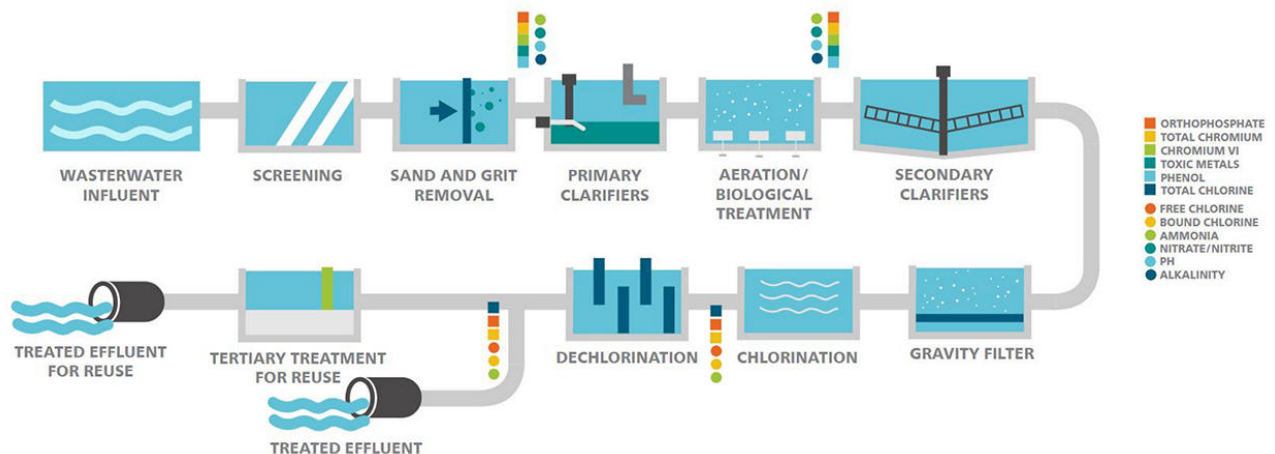 WASTERWATER
INFLUENT
SCREENING
SAND AND GRIT
REMOVAL
PRIMARY
CLARIFIERS
AERATION/
BIOLOGICAL
TREATMENT
SECONDARY
CLARIFIERS
ORTHOPHOSPHATE
TOTAL CHROMIUM
CHROMIUM VI
TOXIC METALS
PHENOL
TOTAL CHLORINE
FREE CHLORINE
BOUND CHLORINE
AMMONIA
NITRATE/NITRITE
PH
ALKALINITY
TREATED EFFLUENT
FOR REUSE
TERTIARY TREATMENT
FOR REUSE
DECHLORINATION
CHLORINATION
GRAVITY FILTER
TREATED EFFLUENT